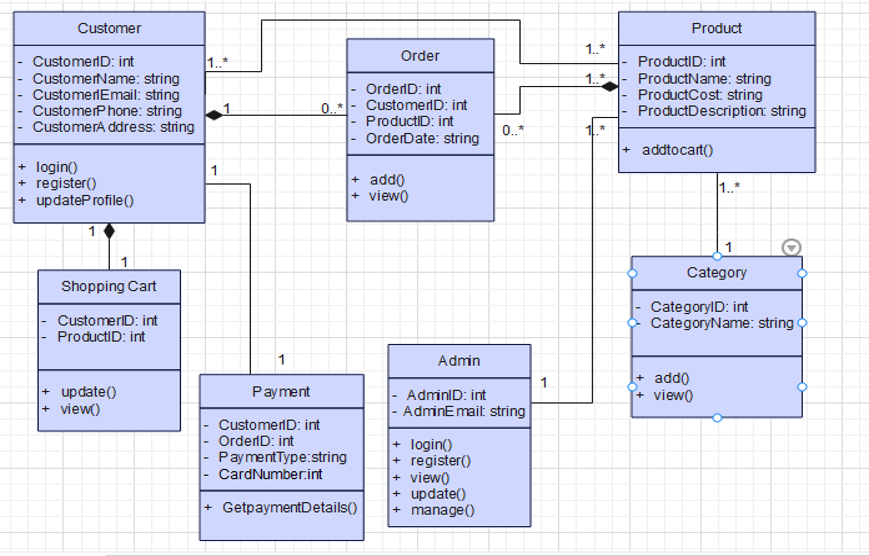 Customer
- CustomerID: int
- CustomerName: string
- CustomerlEmail: string
- CustomerPhone: string
- CustomerAddress: string
+ login()
+ register()
+ updateProfile()
1..*
1
1
1
Order
- OrderID: int
- CustomerID: int
- ProductID: int
- OrderDate: string
+ add()
+ view()
0..*
0..*
Product
- ProductID: int
- ProductName: string
- ProductCost: string
- ProductDescription: string
+ addtocart()
1..*
1..*
1..*
1..*
1
Shopping Cart
- CustomerID: int
- ProductID: int
+ update()
+ view()
1
Payment
- CustomerID: int
- OrderID: int
- PaymentType:string
- CardNumber:int
+ GetpaymentDetails()
1
Admin
- AdminID: int
- AdminEmail: string
+ login()
+ register()
+ view()
+ update()
+ manage()
1
Category
- CategoryID: int
- CategoryName: string
+ add()
+ view()
1